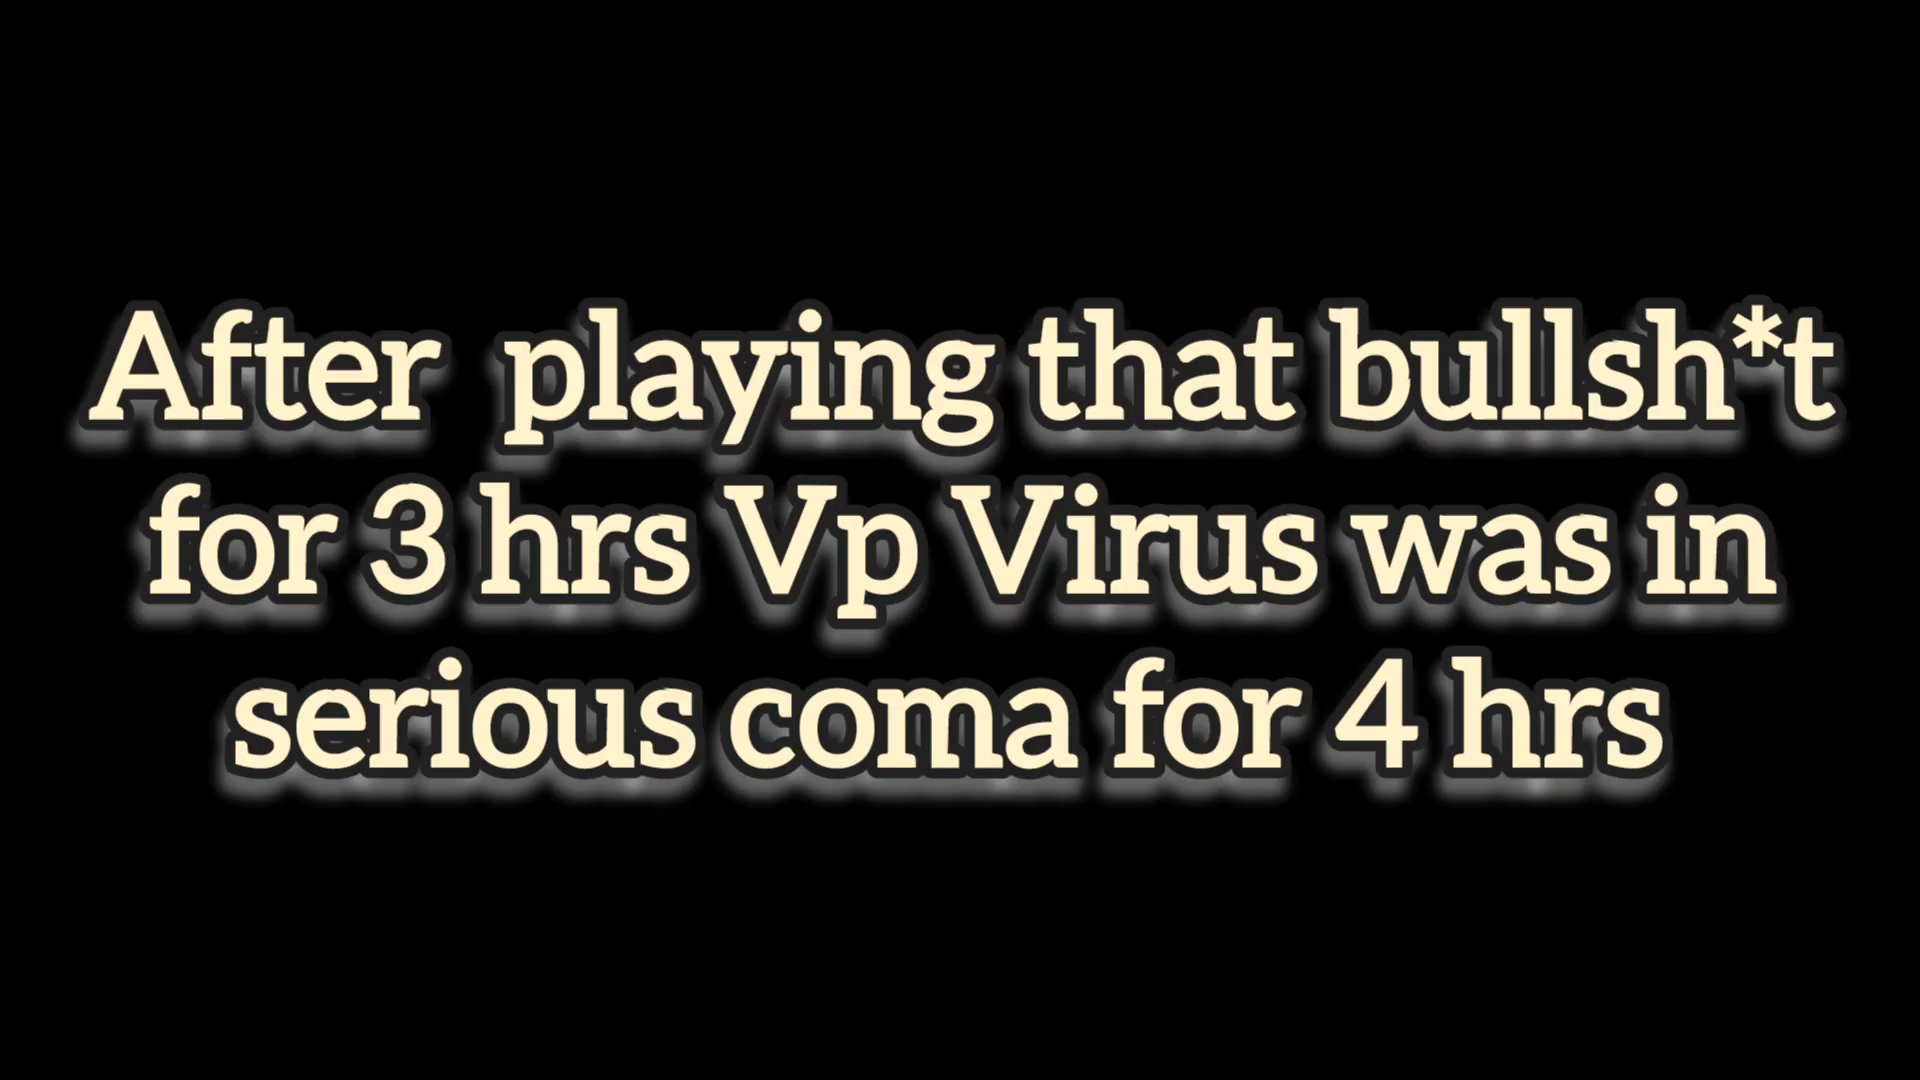 After  playing that bullsh*t
for 3 hrs Vp Virus was in
serious coma for 4 hrs